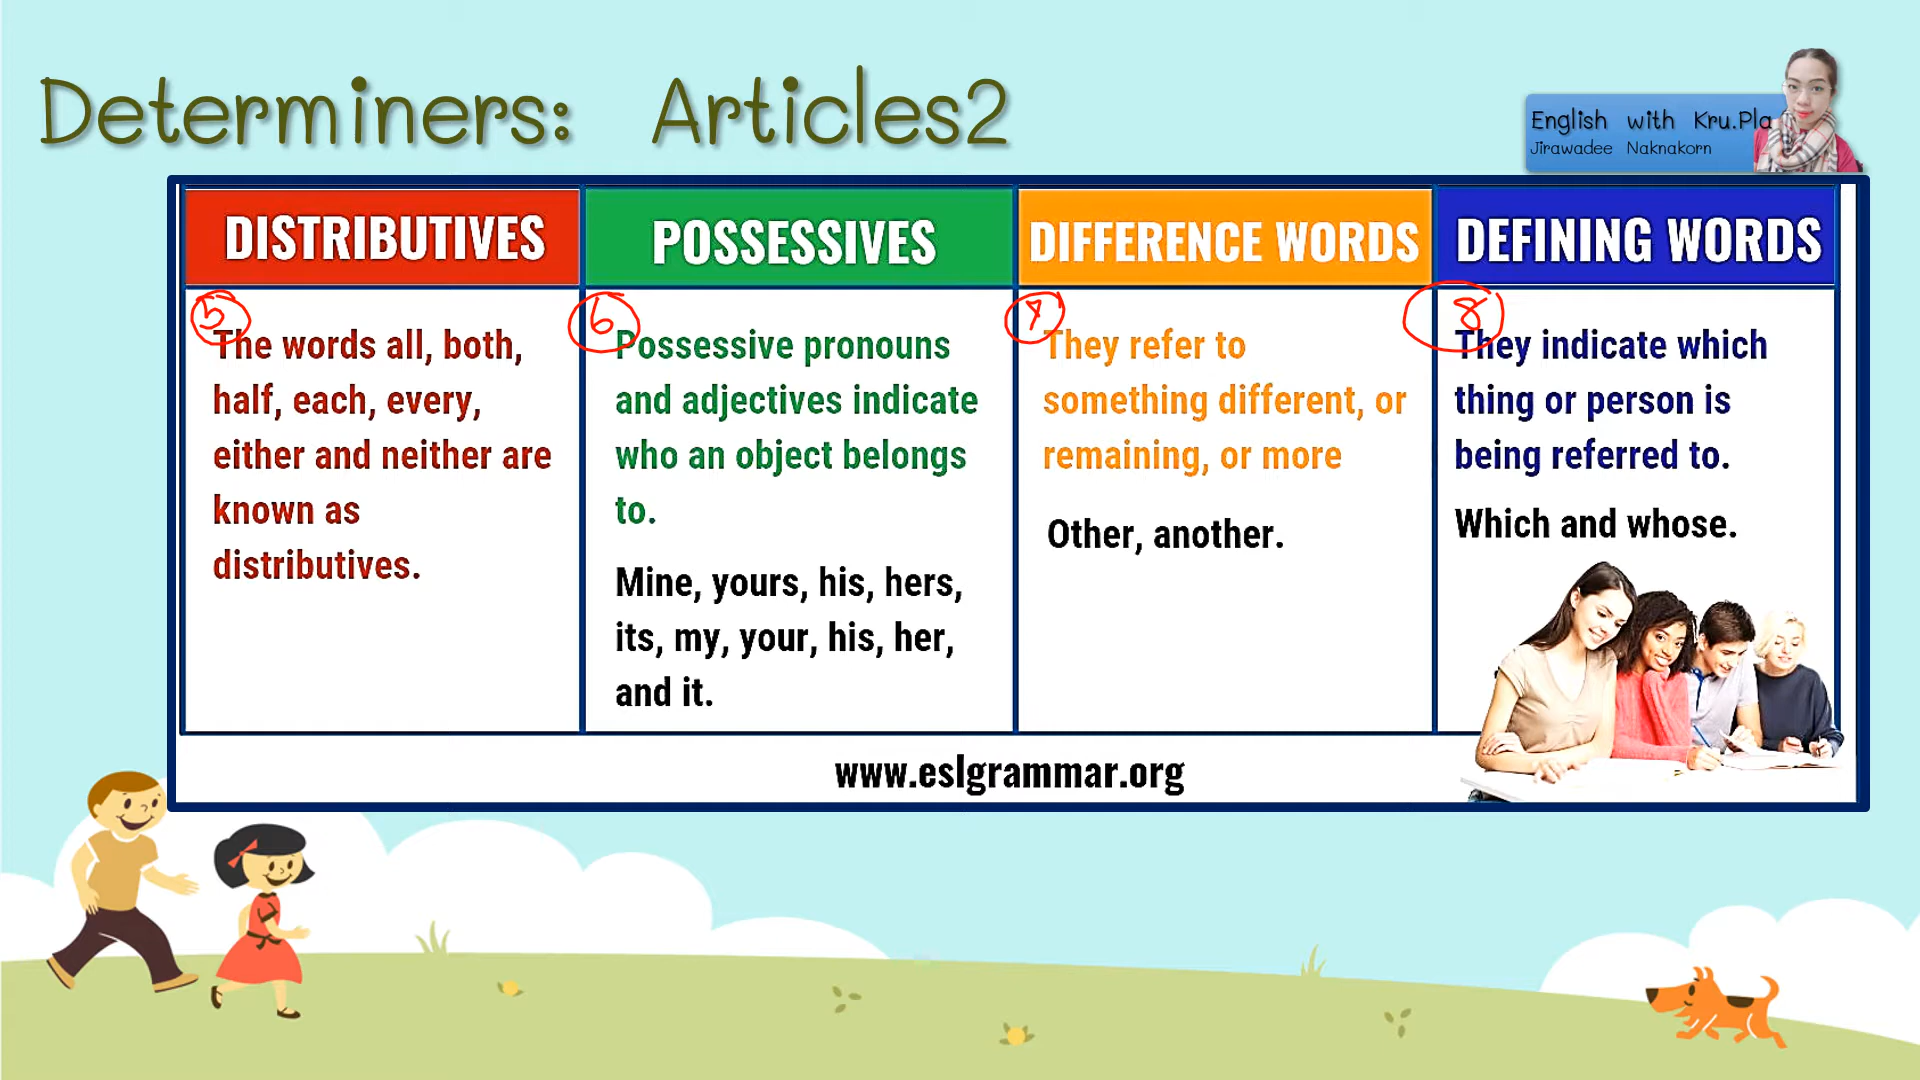 Determiners: Articles2
English with Kru.Pla
Jirawadee Naknakorn
DISTRIBUTIVES
5
The words all, both,
half, each, every,
either and neither are
known as
distributives.
POSSESSIVES
6
Possessive pronouns
and adjectives indicate
who an object belongs
to.
Mine, yours, his, hers,
its, my, your, his, her,
and it.
DIFFERENCE WORDS
7
They refer to
something different, or
remaining, or more
Other, another.
DEFINING WORDS
8
They indicate which
thing or person is
being referred to.
Which and whose.
www.eslgrammar.org